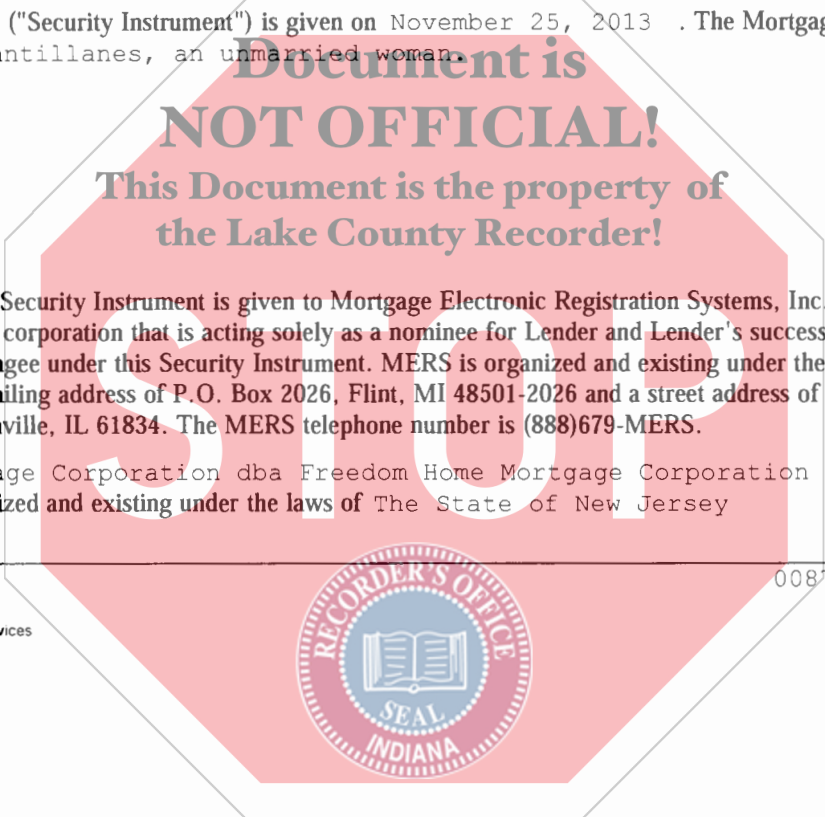 ("Security Instrument") is given on November 25, 2013 . The Mortgag
ntillanes, an unmarried woman.
Document is
NOT OFFICIAL!
This Document is the property of
the Lake County Recorder!
Security Instrument is given to Mortgage Electronic Registration Systems, Inc.
corporation that is acting solely as a nominee for Lender and Lender's success
gee under this Security Instrument. MERS is organized and existing under the
iling address of P.O. Box 2026, Flint, MI 48501-2026 and a street address of
ville, IL 61834. The MERS telephone number is (888)679-MERS.
STOP
ge Corporation dba Freedom Home Mortgage Corporation
ized and existing under the laws of The State of New Jersey
008
vices
RECORDER'S OFFICE
SEAL
INDIANA